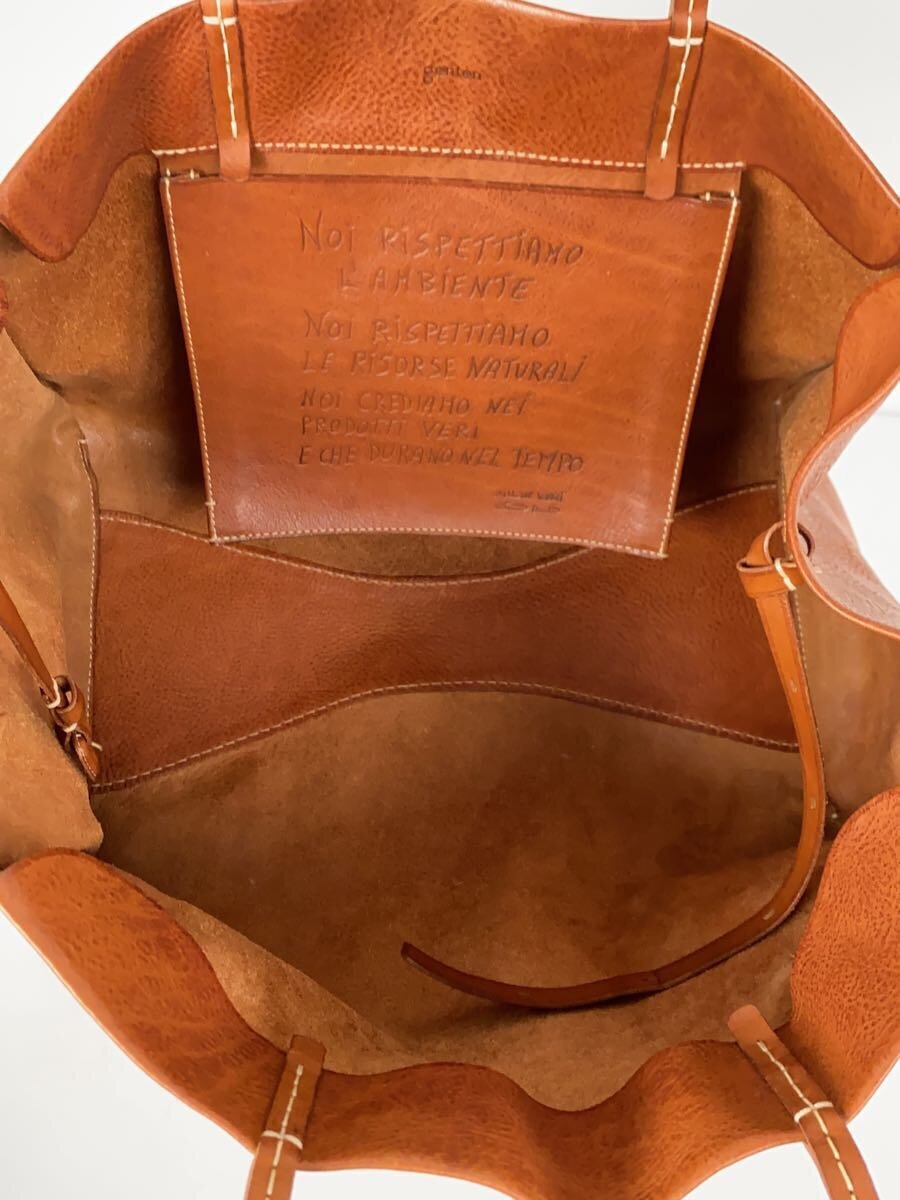 genten
NOI RISPETTIAMO
L'AMBIENTE
NOI RISPETTIAMO
LE RISORSE NATURALI
NOI CREDIAMO NEI
PRODOTTI VERI
E CHE DURANO NEL TEMPO